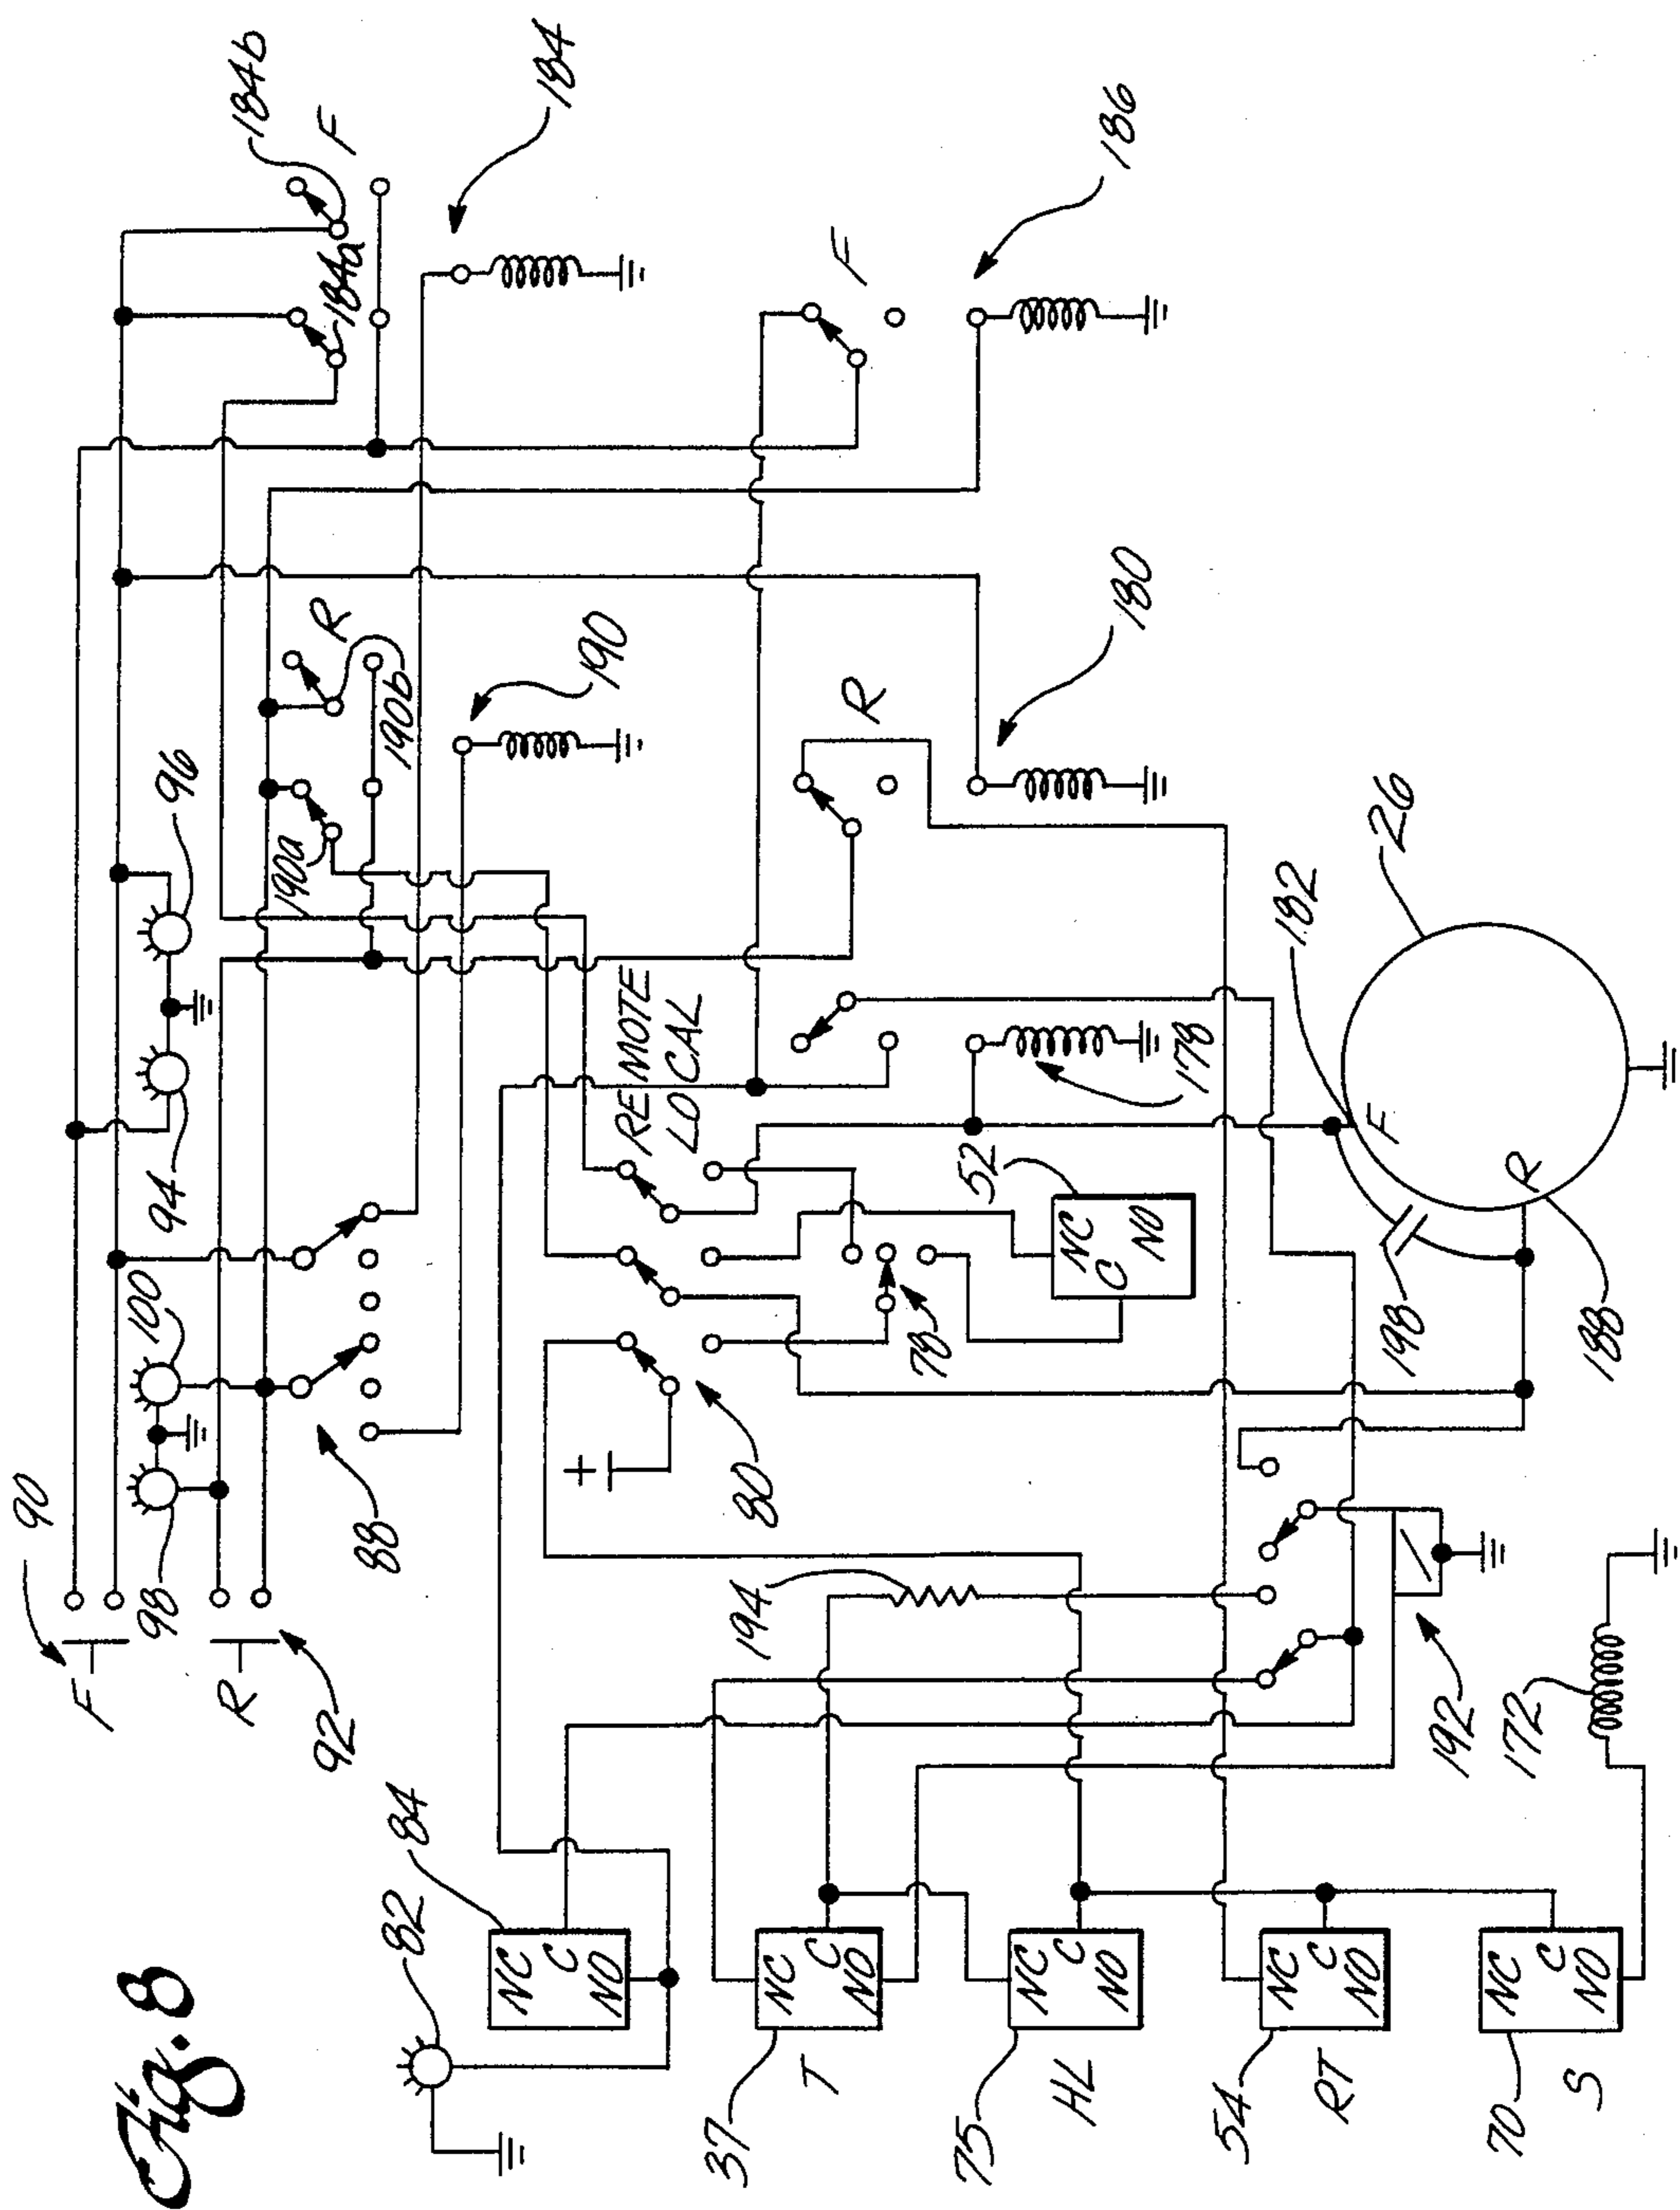 Fig. 8
90
F
98
R
92
88
100
94
96
184b
F
184a
184
190a
R
190b
190
82
84
NC
C
NO
80
+
REMOTE
LOCAL
78
52
NC
C
NO
178
R
180
F
186
37
T
NC
C
NO
194
75
HL
NC
C
NO
54
RT
NC
C
NO
192
198
182
F
R
188
26
70
S
NC
C
NO
172